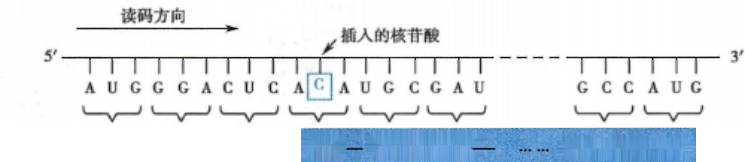 读码方向
插入的核苷酸
5′ 3′
A U G G G A C U C A C A U G C G A U G C C A U G
— — ... ...